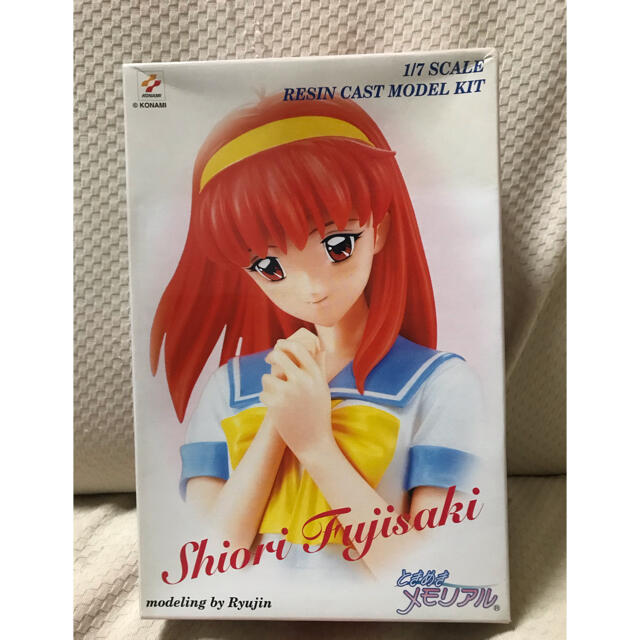 1/7 SCALE
RESIN CAST MODEL KIT
KONAMI
© KONAMI
Shiori Fujisaki
ときめき
メモリアル®
modeling by Ryujin